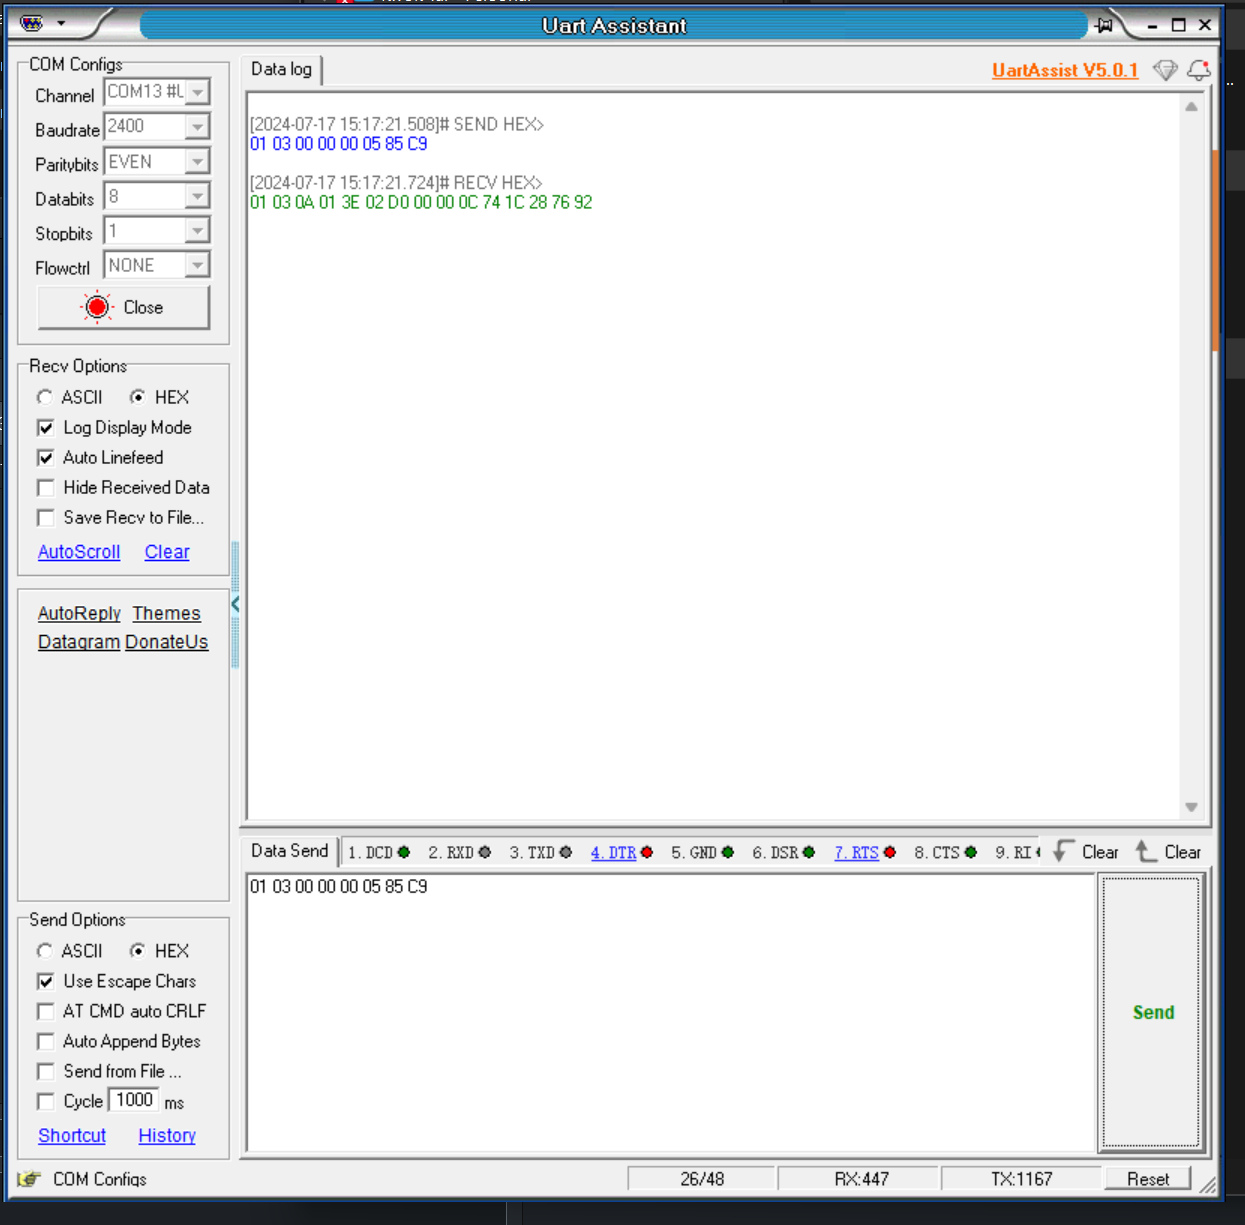 Uart Assistant
COM Configs
Channel COM13 #U
Baudrate 2400
Paritybits EVEN
Databits 8
Stopbits 1
Flowctrl NONE
Close
Recv Options
ASCII HEX
Log Display Mode
Auto Linefeed
Hide Received Data
Save Recv to File...
AutoScroll Clear
AutoReply Themes
Datagram DonateUs
Send Options
ASCII HEX
Use Escape Chars
AT CMD auto CRLF
Auto Append Bytes
Send from File ...
Cycle 1000 ms
Shortcut History
Data log
UartAssist V5.0.1
[2024-07-17 15:17:21.508]# SEND HEX>
01 03 00 00 00 05 85 C9
[2024-07-17 15:17:21.724]# RECV HEX>
01 03 0A 01 3E 02 D0 00 00 0C 74 1C 28 76 92
Data Send 1.DCD 2.RXD 3.TXD 4.DTR 5.GND 6.DSR 7.RTS 8.CTS 9.RI Clear Clear
01 03 00 00 00 05 85 C9
Send
COM Configs 26/48 RX:447 TX:1167 Reset